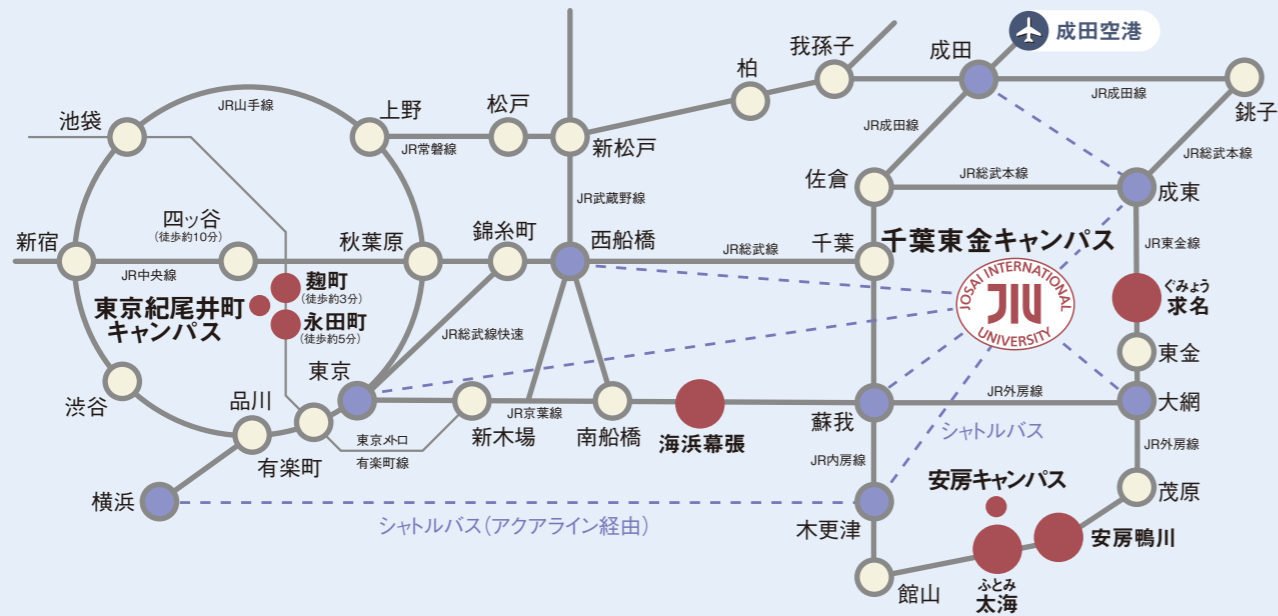 成田空港
成田
我孫子
柏
JR成田線
銚子
JR山手線
上野
松戸
池袋
JR常磐線
新松戸
JR成田線
JR総武本線
佐倉
JR総武本線
成東
JR武蔵野線
四ッ谷
(徒歩約10分)
新宿
秋葉原
錦糸町
西船橋
JR総武線
千葉
千葉東金キャンパス
JR東金線
JR中央線
麹町
(徒歩約3分)
東京紀尾井町
キャンパス
永田町
(徒歩約5分)
JOSAI INTERNATIONAL
JIU
UNIVERSITY
ぐみょう
求名
JR総武線快速
東金
東京
渋谷
品川
JR外房線
大網
有楽町
東京メトロ
有楽町線
新木場
JR京葉線
南船橋
海浜幕張
蘇我
シャトルバス
JR内房線
JR外房線
安房キャンパス
茂原
横浜
シャトルバス(アクアライン経由)
木更津
安房鴨川
館山
ふとみ
太海